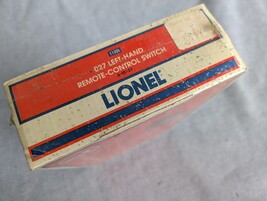 027 LEFT-HAND
REMOTE-CONTROL SWITCH
LIONEL